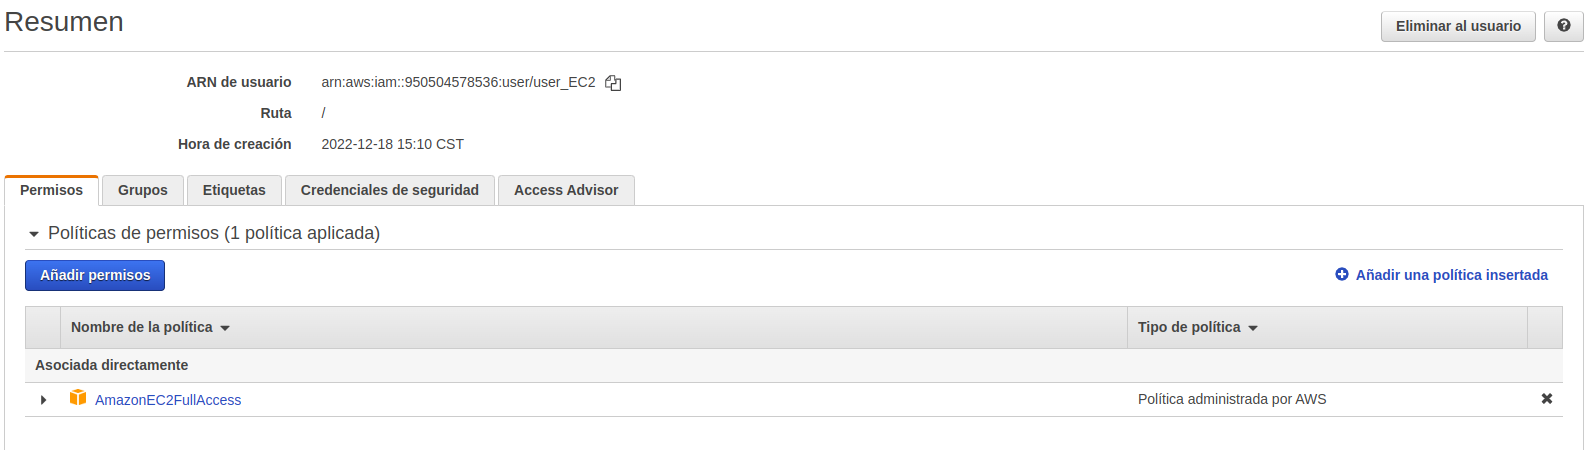 Resumen
Eliminar al usuario
ARN de usuario arn:aws:iam::950504578536:user/user_EC2
Ruta /
Hora de creación 2022-12-18 15:10 CST
Permisos Grupos Etiquetas Credenciales de seguridad Access Advisor
Políticas de permisos (1 política aplicada)
Añadir permisos Añadir una política insertada
Nombre de la política Tipo de política
Asociada directamente
AmazonEC2FullAccess Política administrada por AWS